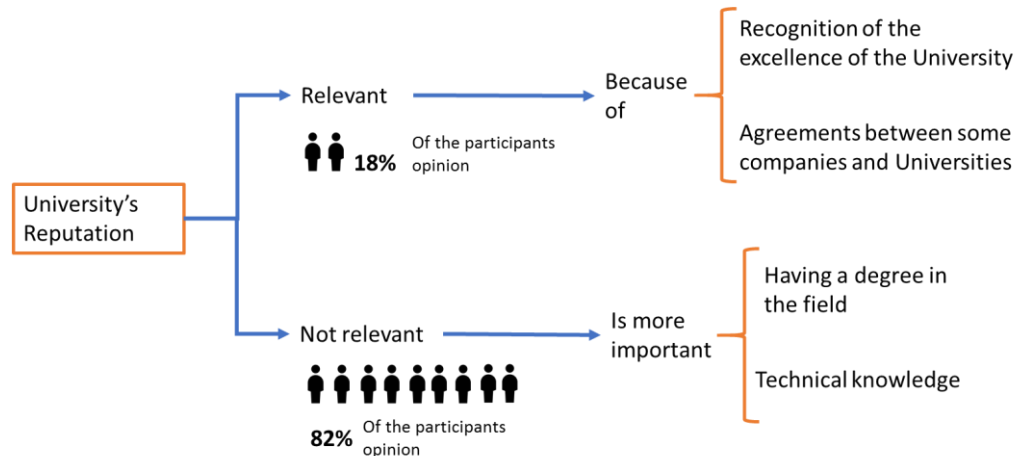 University's
Reputation
Relevant
18%
Of the participants
opinion
Because
of
Recognition of the
excellence of the University
Agreements between some
companies and Universities
Not relevant
82%
Of the participants
opinion
Is more
important
Having a degree in
the field
Technical knowledge